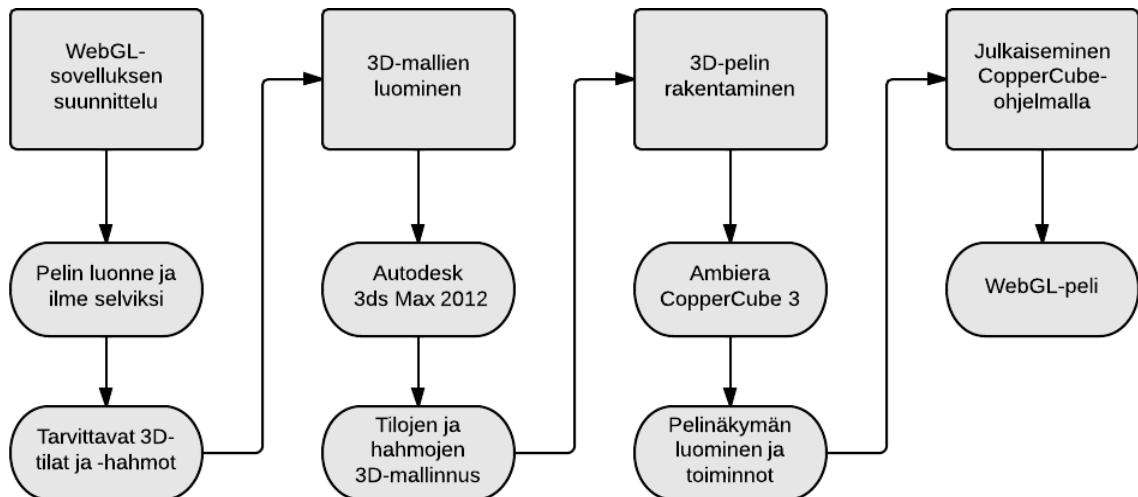 WebGL-
sovelluksen
suunnittelu
Pelin luonne ja
ilme selviksi
Tarvittavat 3D-
tilat ja -hahmot
3D-mallien
luominen
Autodesk
3ds Max 2012
Tilojen ja
hahmojen
3D-mallinnus
3D-pelin
rakentaminen
Ambiera
CopperCube 3
Pelinäkymän
luominen ja
toiminnot
Julkaiseminen
CopperCube-
ohjelmalla
WebGL-peli